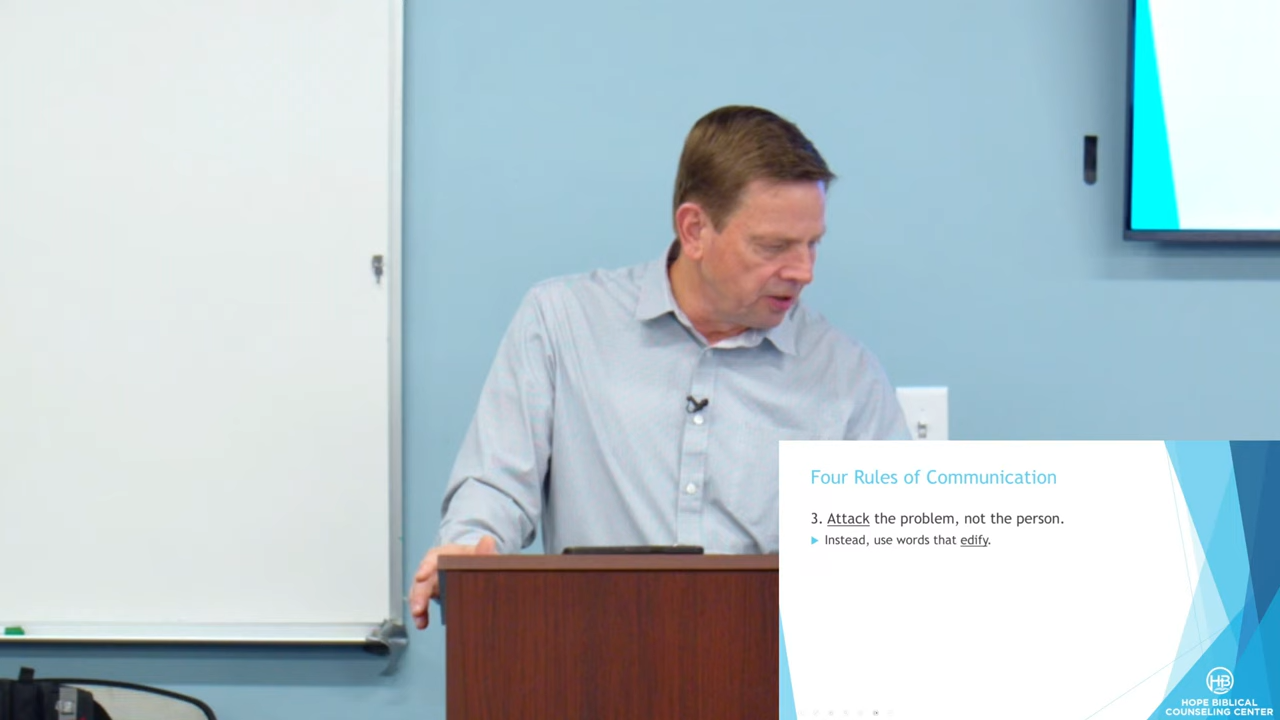 Four Rules of Communication
3. Attack the problem, not the person.
Instead, use words that edify.
HB
HOPE BIBLICAL
COUNSELING CENTER